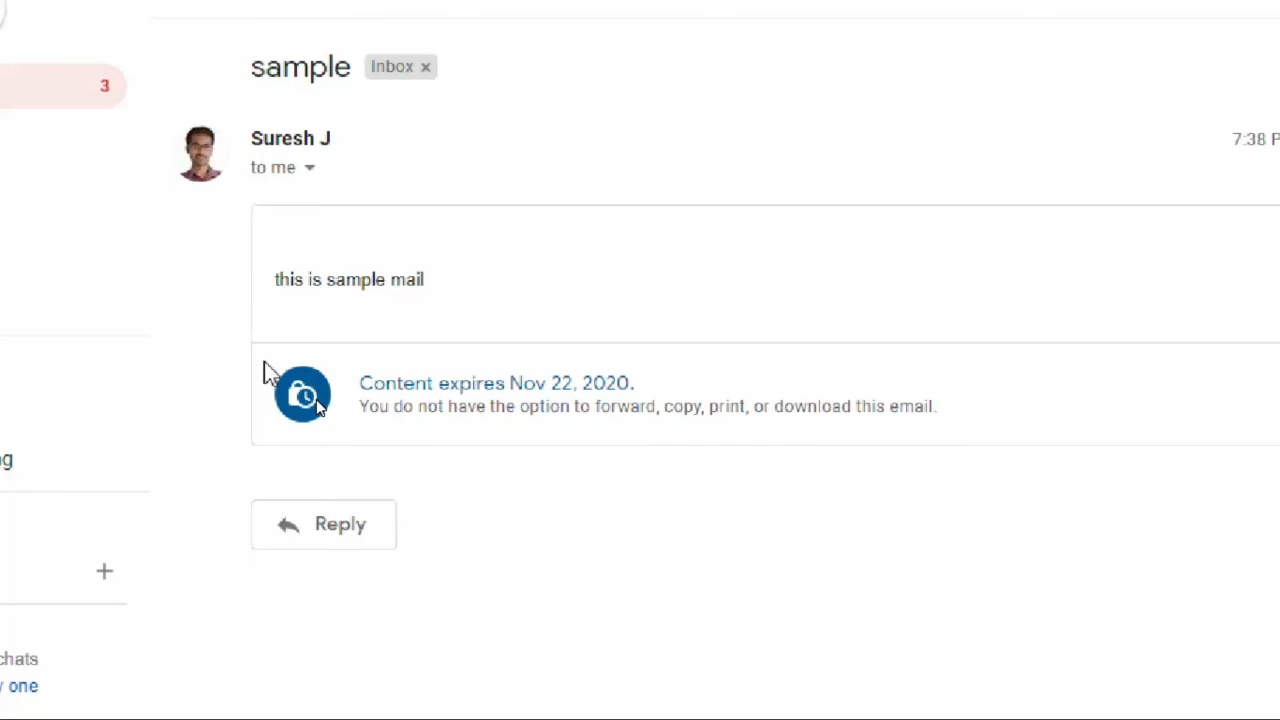 sample Inbox ×
3
Suresh J
7:38 P
to me
this is sample mail
Content expires Nov 22, 2020.
You do not have the option to forward, copy, print, or download this email.
ng
Reply
chats
one